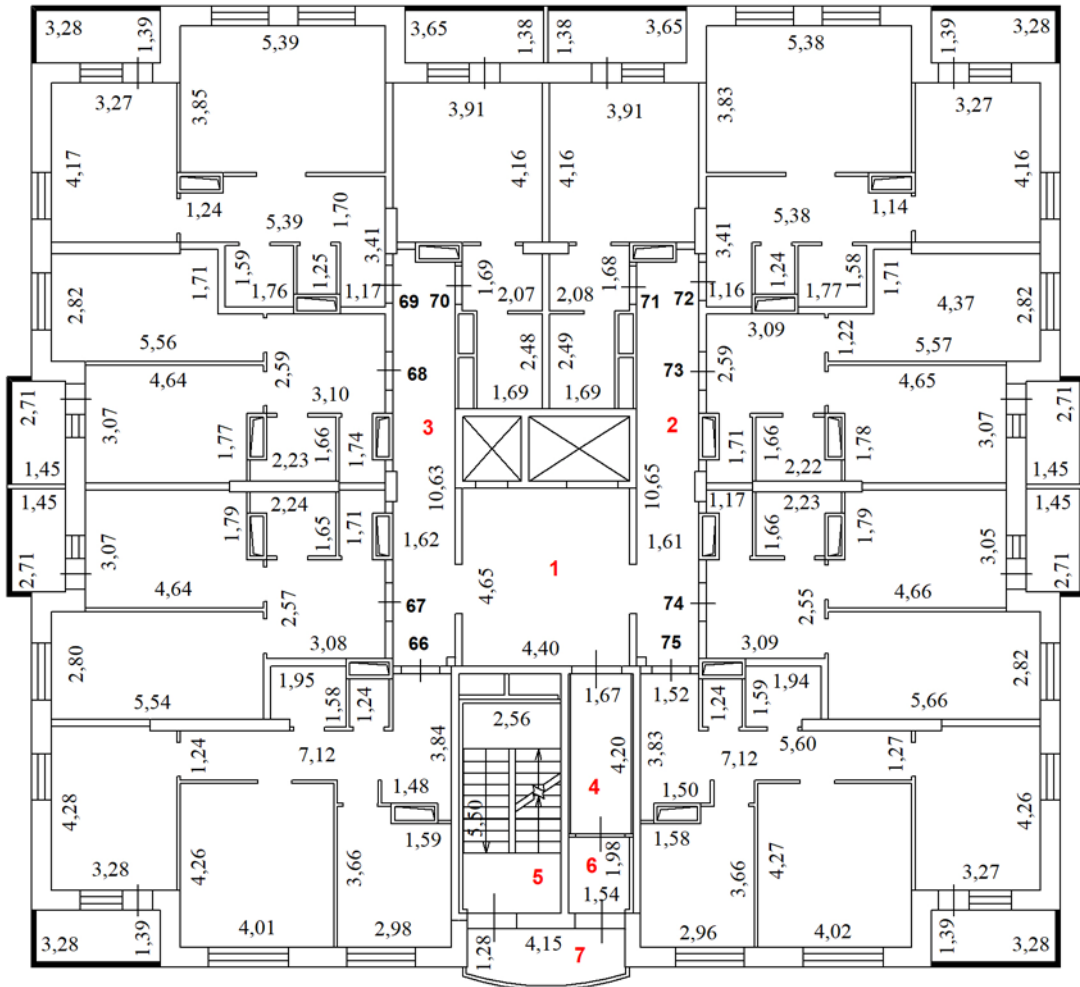 3,28 1,39 3,65 1,38 1,38 3,65 1,39 3,28
5,39 5,38
3,27 3,85 3,91 3,91 3,83 3,27
4,17 4,16 4,16 4,16
1,24 5,39 1,70 3,41 3,41 5,38 1,14
1,71 1,59 1,76 1,25 1,17 69 70 1,69 2,07 2,08 1,68 71 72 1,16 1,24 1,77 1,58 1,71 4,37
2,82 2,82
5,56 2,59 2,48 2,49 2,59 3,09 1,22 5,57
68 73
4,64 3,10 1,69 1,69 4,65
2,71 3,07 3,07 2,71
1,77 2,23 1,66 1,74 3 2 1,71 1,66 2,22 1,78
1,45 1,45
1,45 10,63 10,65 1,45
1,79 2,24 1,65 1,71 1,17 1,66 2,23 1,79
3,07 1,62 1,61 3,05
2,71 4,65 1 2,71
4,64 2,57 67 74 2,55 4,66
3,08 66 4,40 75 3,09
2,80 2,82
5,54 1,95 1,58 1,24 1,67 1,52 1,24 1,59 1,94 5,66
2,56
1,24 7,12 3,84 4,20 3,83 7,12 5,60 1,27
4,28 1,48 4 1,50 4,26
5,50
4,26 3,66 1,59 1,98 1,58 3,66 4,27
3,28 5 6 3,27
1,54
3,28 1,39 4,01 2,98 1,28 4,15 7 2,96 4,02 1,39 3,28